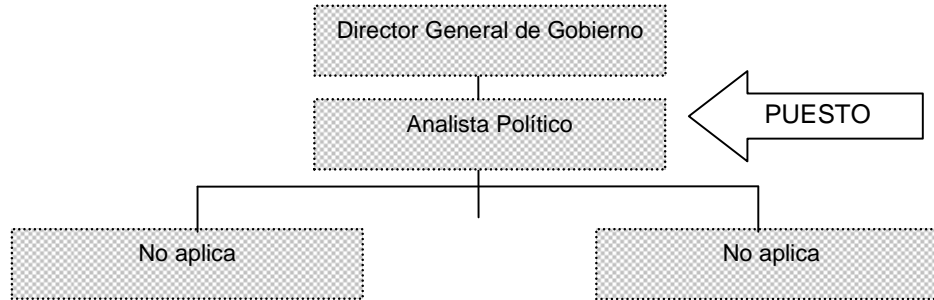 Director General de Gobierno
Analista Político
PUESTO
No aplica
No aplica